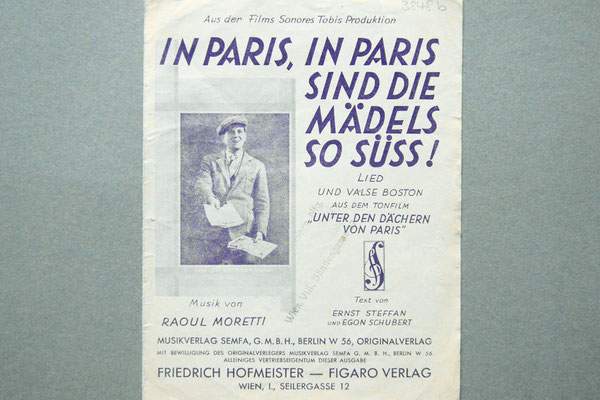 38486
Aus der Films Sonores Tobis Produktion
IN PARIS, IN PARIS
SIND DIE
MÄDELS
SO SÜSS!
LIED
UND VALSE BOSTON
AUS DEM TONFILM
„UNTER DEN DÄCHERN
VON PARIS"
Musik von
RAOUL MORETTI
Text von
ERNST STEFFAN
UND EGON SCHUBERT
MUSIKVERLAG SEMFA, G. M. B. H., BERLIN W 56, ORIGINALVERLAG
MIT BEWILLIGUNG DES ORIGINALVERLEGERS MUSIKVERLAG SEMFA G. M. B. H., BERLIN W 56
ALLEINIGES VERTRIEBSEIGENTUM DIESER AUSGABE
FRIEDRICH HOFMEISTER — FIGARO VERLAG
WIEN, I., SEILERGASSE 12